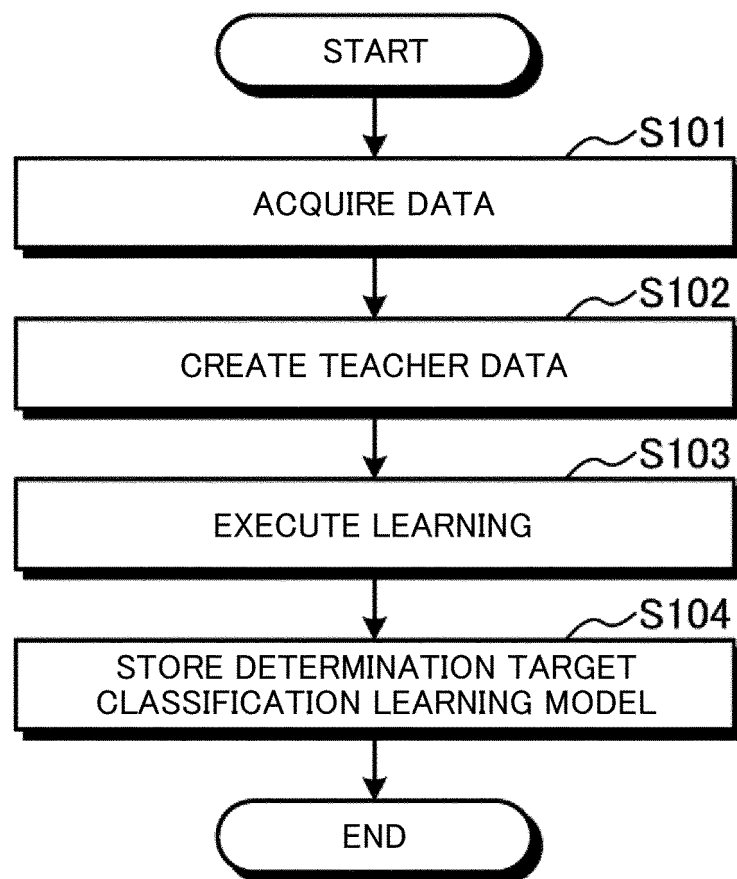 START
S101
ACQUIRE DATA
S102
CREATE TEACHER DATA
S103
EXECUTE LEARNING
S104
STORE DETERMINATION TARGET
CLASSIFICATION LEARNING MODEL
END